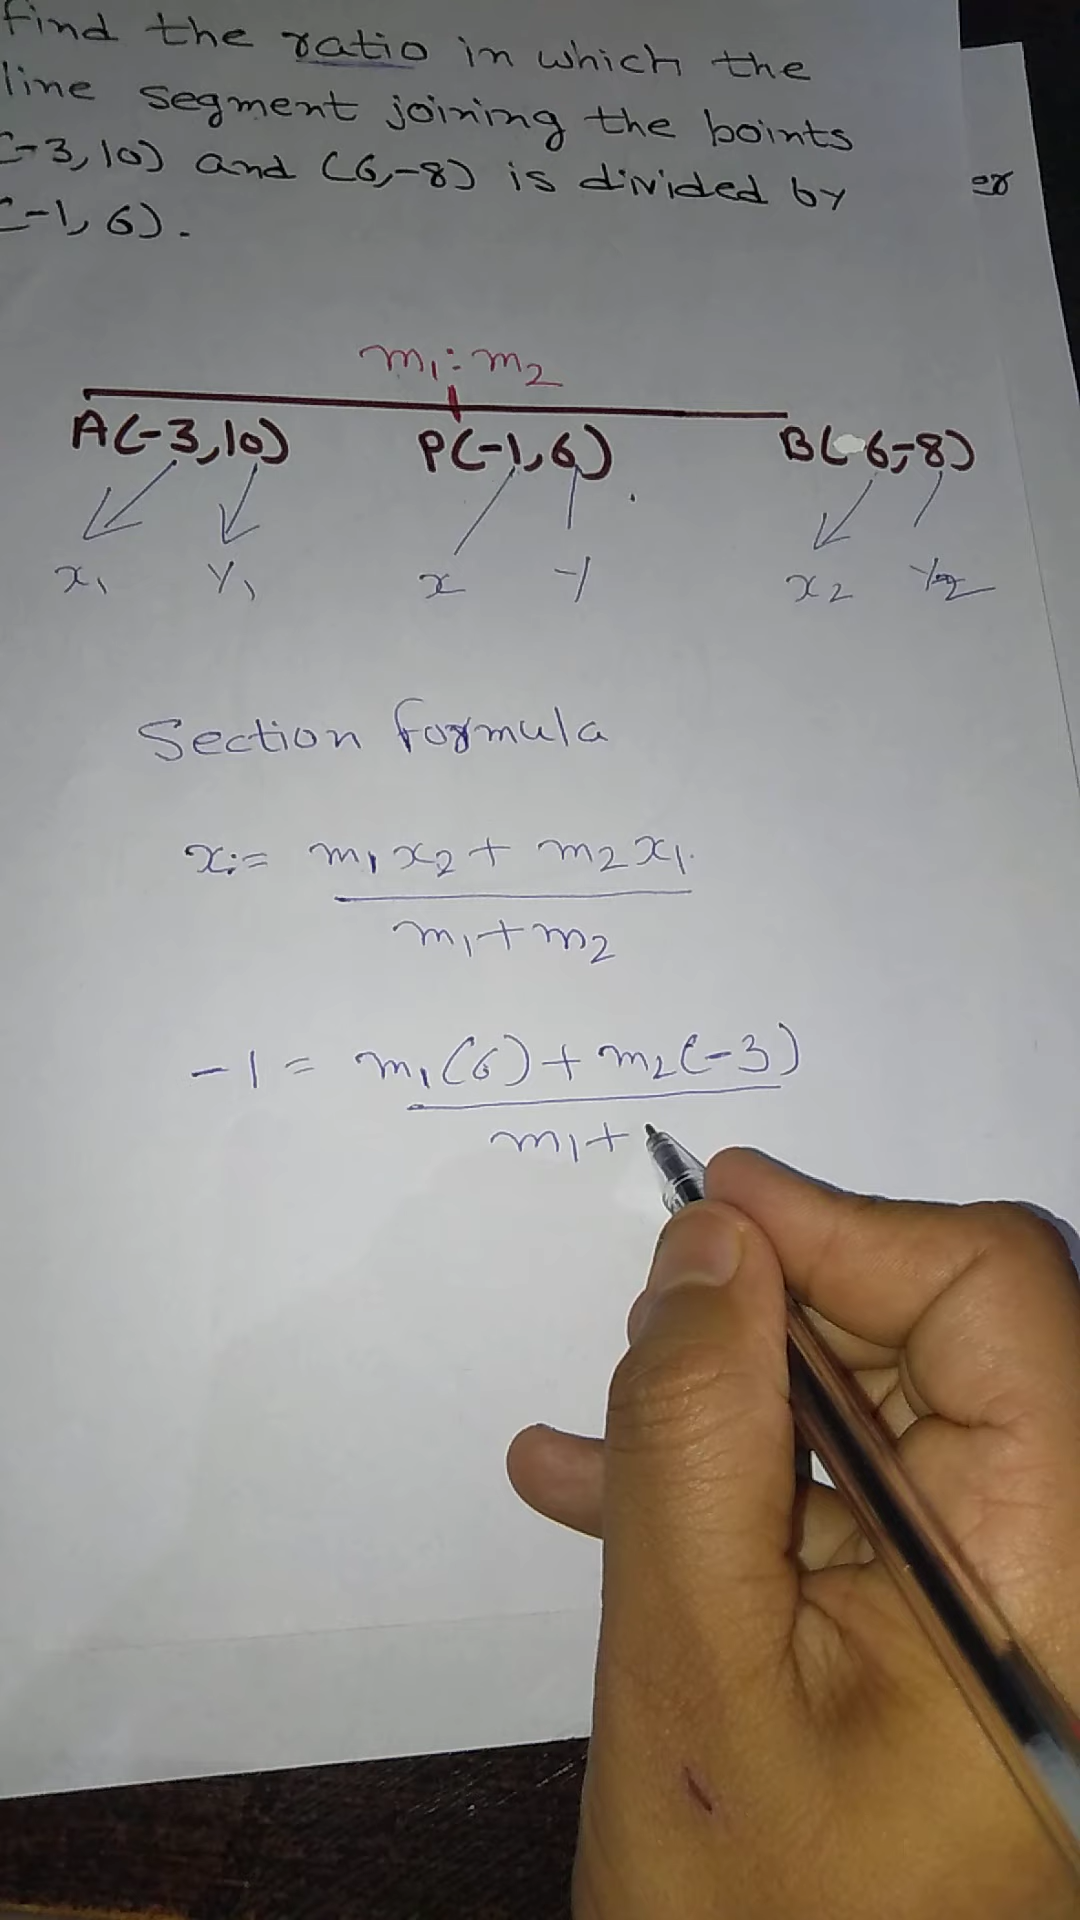 find the ratio in which the
line segment joining the boints
(-3,10) and (6,-8) is divided by
(-1, 6).
er
m₁ : m₂
A(-3,10) P(-1,6) B(6,-8)
x₁ y₁ x y x₂ y₂
Section formula
x = m₁x₂ + m₂x₁
m₁+m₂
-1 = m₁(6) + m₂(-3)
m₁+